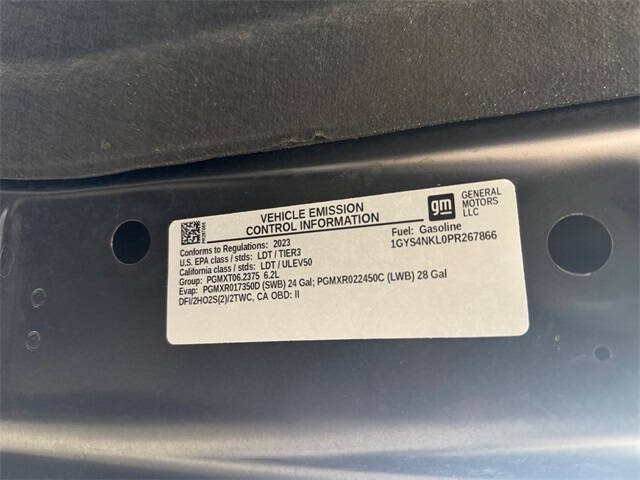 VEHICLE EMISSION
CONTROL INFORMATION
gm
GENERAL
MOTORS
LLC
Conforms to Regulations: 2023
Fuel: Gasoline
U.S. EPA class / stds: LDT / TIER3
1GYS4NKL0PR267866
California class / stds: LDT / ULEV50
Group: PGMXT06.2375 6.2L
Evap: PGMXR017350D (SWB) 24 Gal; PGMXR022450C (LWB) 28 Gal
DFI/2HO2S(2)/2TWC, CA OBD: II